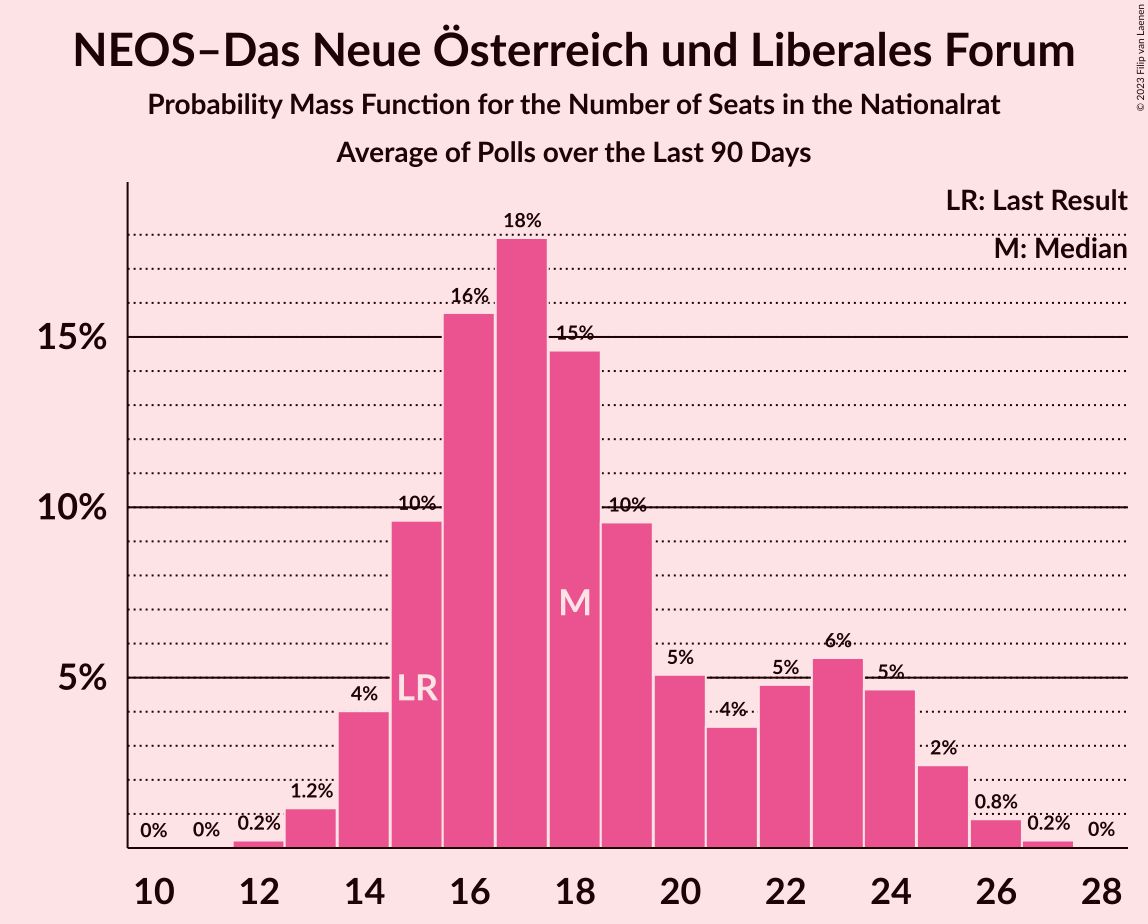 NEOS–Das Neue Österreich und Liberales Forum
Probability Mass Function for the Number of Seats in the Nationalrat
Average of Polls over the Last 90 Days
© 2023 Filip van Laenen
LR: Last Result
M: Median
18%
16%
15%
15%
10%
10%
10%
M
6%
5%
5%
5%
5%
4%
LR
4%
2%
1.2%
0.8%
0%
0%
0.2%
0.2%
0%
10 12 14 16 18 20 22 24 26 28